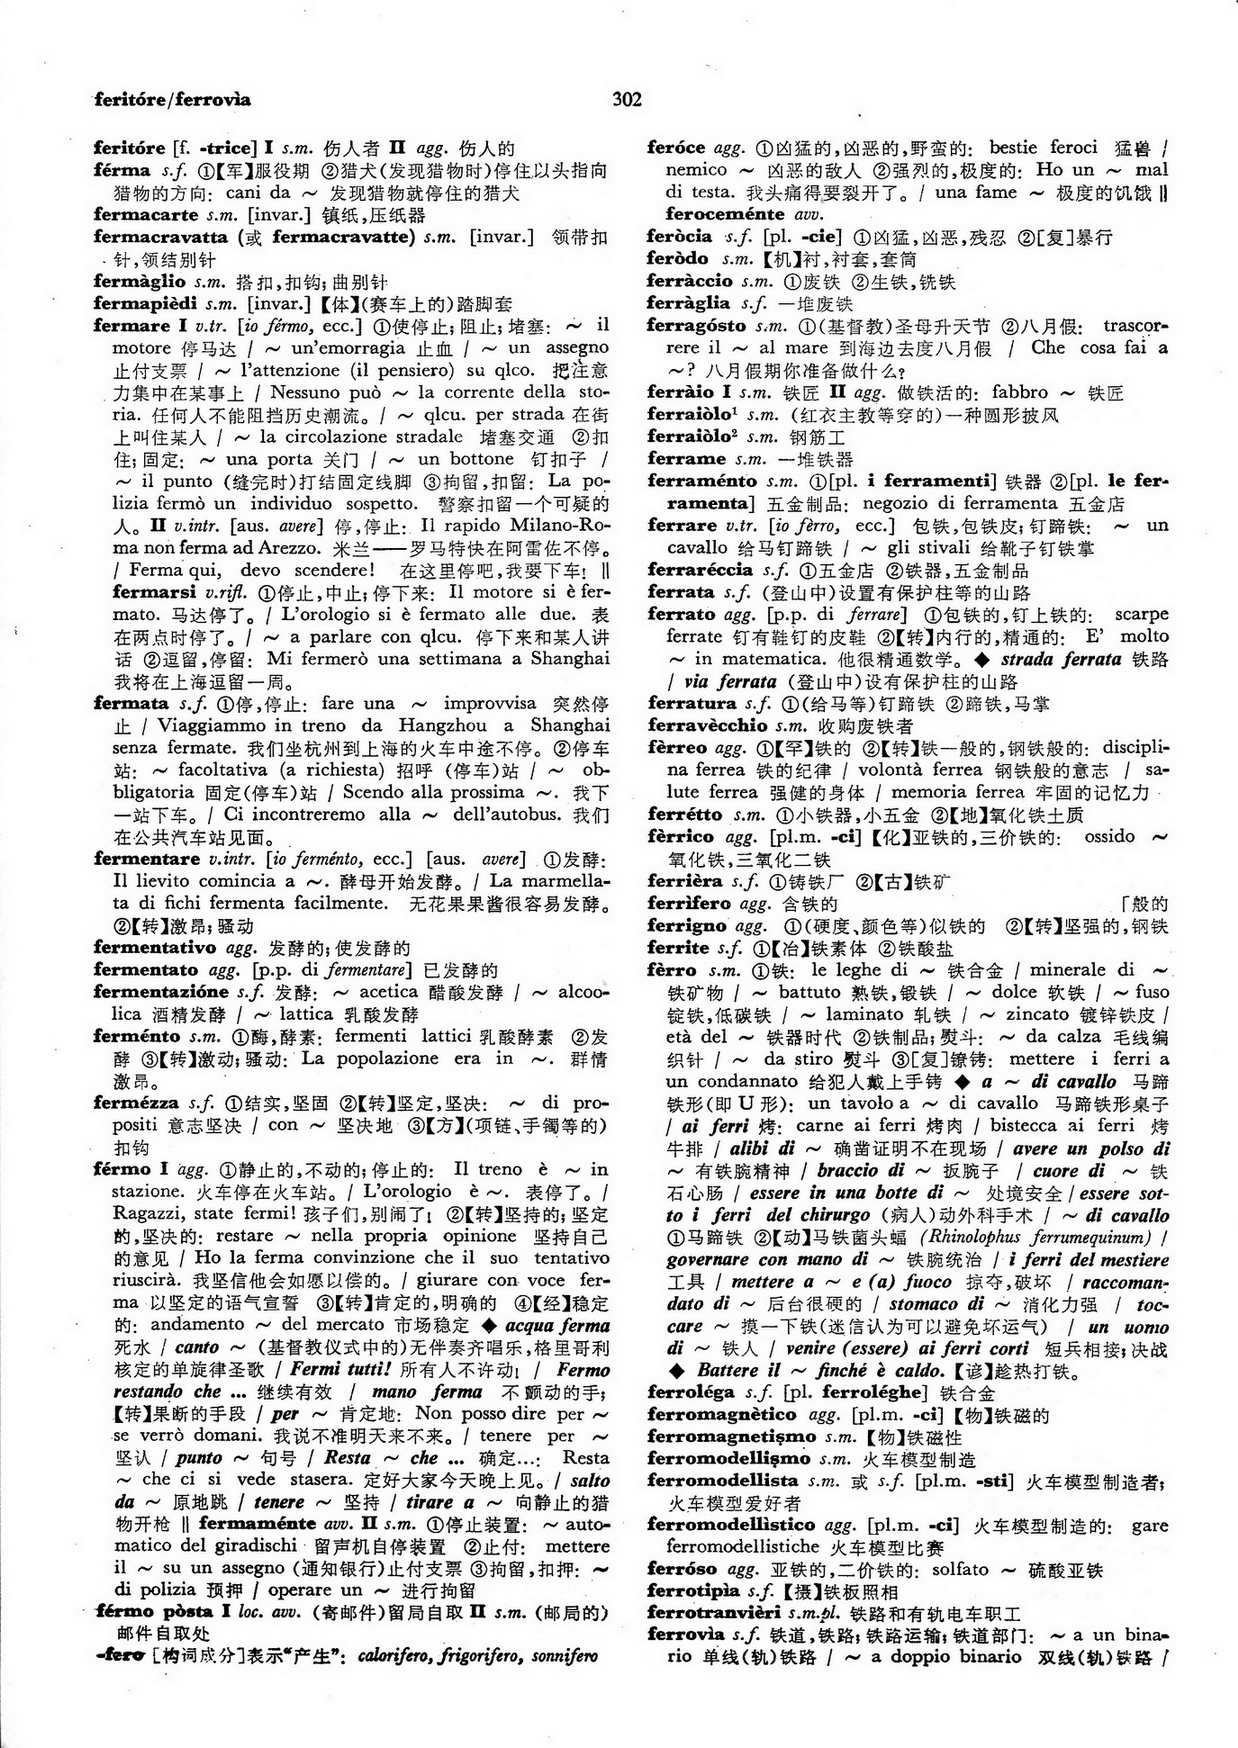 feritóre/ferrovìa
302
feritóre [f. -trice] I s.m. 伤人者 II agg. 伤人的
férma s.f. ①【军】服役期 ②猎犬(发现猎物时)停住以头指向
猎物的方向: cani da ～ 发现猎物就停住的猎犬
fermacarte s.m. [invar.] 镇纸,压纸器
fermacravatta (或 fermacravatte) s.m. [invar.] 领带扣
针,领结别针
fermàglio s.m. 搭扣,扣钩; 曲别针
fermapièdi s.m. [invar.]【体】(赛车上的)踏脚套
fermare I v.tr. [io férmo, ecc.] ①使停止; 阻止; 堵塞: ～ il
motore 停马达 / ～ un'emorragia 止血 / ～ un assegno
止付支票 / ～ l'attenzione (il pensiero) su qlco. 把注意
力集中在某事上 / Nessuno può ～ la corrente della sto-
ria. 任何人不能阻挡历史潮流。/ ～ qlcu. per strada 在街
上叫住某人 / ～ la circolazione stradale 堵塞交通 ②扣
住; 固定: ～ una porta 关门 / ～ un bottone 钉扣子 /
～ il punto (缝完时)打结固定线脚 ③拘留,扣留: La po-
lizia fermò un individuo sospetto. 警察扣留一个可疑的
人。II v.intr. [aus. avere] 停,停止: Il rapido Milano-Ro-
ma non ferma ad Arezzo. 米兰——罗马特快在阿雷佐不停。
/ Ferma qui, devo scendere! 在这里停吧,我要下车! ‖
fermarsi v.rifl. ①停止,中止; 停下来: Il motore si è fer-
mato. 马达停了。/ L'orologio si è fermato alle due. 表
在两点时停了。/ ～ a parlare con qlcu. 停下来和某人讲
话 ②逗留,停留: Mi fermerò una settimana a Shanghai
我将在上海逗留一周。
fermata s.f. ①停,停止: fare una ～ improvvisa 突然停
止 / Viaggiammo in treno da Hangzhou a Shanghai
senza fermate. 我们坐杭州到上海的火车中途不停。②停车
站: ～ facoltativa (a richiesta) 招呼 (停车)站 / ～ ob-
bligatoria 固定(停车)站 / Scendo alla prossima ～. 我下
一站下车。/ Ci incontreremo alla ～ dell'autobus. 我们
在公共汽车站见面。
fermentare v.intr. [io ferménto, ecc.] [aus. avere] ①发酵:
Il lievito comincia a ～. 酵母开始发酵。/ La marmella-
ta di fichi fermenta facilmente. 无花果果酱很容易发酵。
②【转】激昂; 骚动
fermentativo agg. 发酵的; 使发酵的
fermentato agg. [p.p. di fermentare] 已发酵的
fermentazióne s.f. 发酵: ～ acetica 醋酸发酵 / ～ alcoo-
lica 酒精发酵 / ～ lattica 乳酸发酵
ferménto s.m. ①酶,酵素: fermenti lattici 乳酸酵素 ②发
酵 ③【转】激动; 骚动: La popolazione era in ～. 群情
激昂。
fermézza s.f. ①结实,坚固 ②【转】坚定,坚决: ～ di pro-
positi 意志坚决 / con ～ 坚决地 ③【方】(项链、手镯等的)
扣钩
férmo I agg. ①静止的,不动的; 停止的: Il treno è ～ in
stazione. 火车停在火车站。/ L'orologio è ～. 表停了。/
Ragazzi, state fermi! 孩子们,别闹了! ②【转】坚持的; 坚定
的,坚决的: restare ～ nella propria opinione 坚持自己
的意见 / Ho la ferma convinzione che il suo tentativo
riuscirà. 我坚信他会如愿以偿的。/ giurare con voce fer-
ma 以坚定的语气宣誓 ③【转】肯定的,明确的 ④【经】稳定
的: andamento ～ del mercato 市场稳定 ◆ acqua ferma
死水 / canto ～ (基督教仪式中的)无伴奏齐唱乐,格里哥利
核定的单旋律圣歌 / Fermi tutti! 所有人不许动! / Fermo
restando che ... 继续有效 / mano ferma 不颤动的手;
【转】果断的手段 / per ～ 肯定地: Non posso dire per ～
se verrò domani. 我说不准明天来不来。/ tenere per ～
坚认 / punto ～ 句号 / Resta ～ che ... 确定...: Resta
～ che ci si vede stasera. 定好大家今天晚上见。/ salto
da ～ 原地跳 / tenere ～ 坚持 / tirare a ～ 向静止的猎
物开枪 ‖ fermaménte avv. II s.m. ①停止装置: ～ auto-
matico del giradischi 留声机自停装置 ②止付: mettere
il ～ su un assegno (通知银行)止付支票 ③拘留,扣押: ～
di polizia 预押 / operare un ～ 进行拘留
férmo pòsta I loc. avv. (寄邮件)留局自取 II s.m. (邮局的)
邮件自取处
-fero [构词成分]表示“产生”: calorifero, frigorifero, sonnifero
feróce agg. ①凶猛的,凶恶的,野蛮的: bestie feroci 猛兽 /
nemico ～ 凶恶的敌人 ②强烈的,极度的: Ho un ～ mal
di testa. 我头痛得要裂开了。/ una fame ～ 极度的饥饿 ‖
feroceménte avv.
feròcia s.f. [pl. -cie] ①凶猛,凶恶,残忍 ②[复]暴行
feròdo s.m.【机】衬,衬套,套筒
ferràccio s.m. ①废铁 ②生铁,铣铁
ferràglia s.f. 一堆废铁
ferragósto s.m. ①(基督教)圣母升天节 ②八月假: trascor-
rere il ～ al mare 到海边去度八月假 / Che cosa fai a
～? 八月假期你准备做什么?
ferràio I s.m. 铁匠 II agg. 做铁活的: fabbro ～ 铁匠
ferraiòlo¹ s.m. (红衣主教等穿的)一种圆形披风
ferraiòlo² s.m. 钢筋工
ferrame s.m. 一堆铁器
ferraménto s.m. ①[pl. i ferramenti] 铁器 ②[pl. le fer-
ramenta] 五金制品: negozio di ferramenta 五金店
ferrare v.tr. [io fèrro, ecc.] 包铁,包铁皮; 钉蹄铁: ～ un
cavallo 给马钉蹄铁 / ～ gli stivali 给靴子钉铁掌
ferraréccia s.f. ①五金店 ②铁器,五金制品
ferrata s.f. (登山中)设置有保护柱等的山路
ferrato agg. [p.p. di ferrare] ①包铁的,钉上铁的: scarpe
ferrate 钉有鞋钉的皮鞋 ②【转】内行的,精通的: E' molto
～ in matematica. 他很精通数学。◆ strada ferrata 铁路
/ via ferrata (登山中)设有保护柱的山路
ferratura s.f. ①(给马等)钉蹄铁 ②蹄铁,马掌
ferravècchio s.m. 收购废铁者
fèrreo agg. ①【罕】铁的 ②【转】铁一般的,钢铁般的: discipli-
na ferrea 铁的纪律 / volontà ferrea 钢铁般的意志 / sa-
lute ferrea 强健的身体 / memoria ferrea 牢固的记忆力
ferrétto s.m. ①小铁器,小五金 ②【地】氧化铁土质
fèrrico agg. [pl.m. -ci]【化】亚铁的,三价铁的: ossido ～
氧化铁,三氧化二铁
ferrièra s.f. ①铸铁厂 ②【古】铁矿
ferrìfero agg. 含铁的 「般的
ferrigno agg. ①(硬度、颜色等)似铁的 ②【转】坚强的,钢铁
ferrite s.f. ①【冶】铁素体 ②铁酸盐
fèrro s.m. ①铁: le leghe di ～ 铁合金 / minerale di ～
铁矿物 / ～ battuto 熟铁,锻铁 / ～ dolce 软铁 / ～ fuso
锭铁,低碳铁 / ～ laminato 轧铁 / ～ zincato 镀锌铁皮 /
età del ～ 铁器时代 ②铁制品; 熨斗: ～ da calza 毛线编
织针 / ～ da stiro 熨斗 ③[复]镣铐: mettere i ferri a
un condannato 给犯人戴上手铐 ◆ a ～ di cavallo 马蹄
铁形(即 U 形): un tavolo a ～ di cavallo 马蹄铁形桌子
/ ai ferri 烤: carne ai ferri 烤肉 / bistecca ai ferri 烤
牛排 / alibi di ～ 确凿证明不在现场 / avere un polso di
～ 有铁腕精神 / braccio di ～ 扳腕子 / cuore di ～ 铁
石心肠 / essere in una botte di ～ 处境安全 / essere sot-
to i ferri del chirurgo (病人)动外科手术 / ～ di cavallo
①马蹄铁 ②【动】马铁菌头蝠 (Rhinolophus ferrumequinum) /
governare con mano di ～ 铁腕统治 / i ferri del mestiere
工具 / mettere a ～ e (a) fuoco 掠夺,破坏 / raccoman-
dato di ～ 后台很硬的 / stomaco di ～ 消化力强 / toc-
care ～ 摸一下铁(迷信认为可以避免坏运气) / un uomo
di ～ 铁人 / venire (essere) ai ferri corti 短兵相接; 决战
◆ Battere il ～ finché è caldo.【谚】趁热打铁。
ferroléga s.f. [pl. ferroléghe] 铁合金
ferromagnètico agg. [pl.m. -ci]【物】铁磁的
ferromagnetiṣmo s.m.【物】铁磁性
ferromodelliṣmo s.m. 火车模型制造
ferromodellista s.m. 或 s.f. [pl.m. -sti] 火车模型制造者;
火车模型爱好者
ferromodellìstico agg. [pl.m. -ci] 火车模型制造的: gare
ferromodellistiche 火车模型比赛
ferróso agg. 亚铁的,二价铁的: solfato ～ 硫酸亚铁
ferrotipìa s.f.【摄】铁板照相
ferrotranvièri s.m.pl. 铁路和有轨电车职工
ferrovìa s.f. 铁道,铁路; 铁路运输; 铁道部门: ～ a un bina-
rio 单线(轨)铁路 / ～ a doppio binario 双线(轨)铁路 /